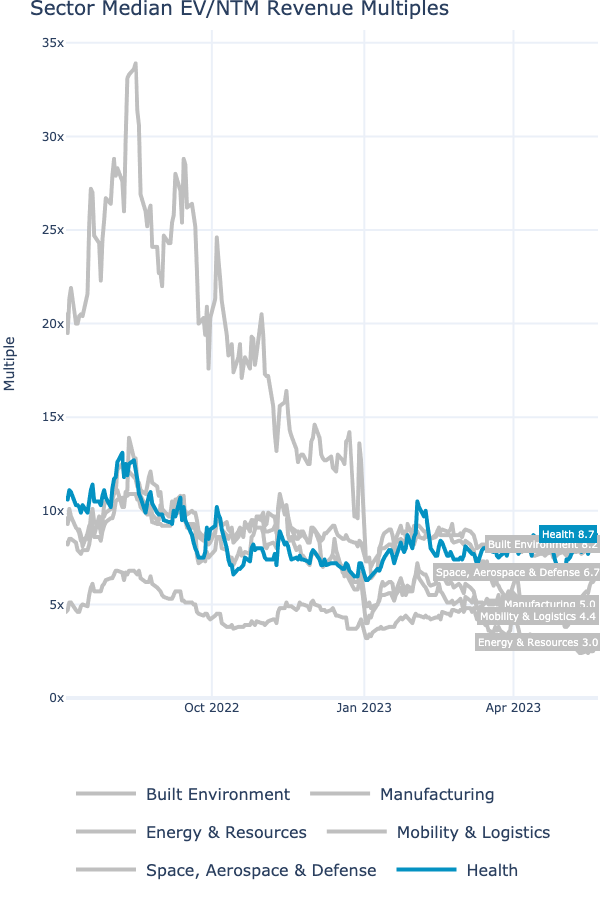 Sector Median EV/NTM Revenue Multiples
35x
30x
25x
20x
15x
10x
5x
0x
Multiple
Health 8.7
Built Environment 8.2
Space, Aerospace & Defense 6.7
Manufacturing 5.0
Mobility & Logistics 4.4
Energy & Resources 3.0
Oct 2022
Jan 2023
Apr 2023
Built Environment
Manufacturing
Energy & Resources
Mobility & Logistics
Space, Aerospace & Defense
Health